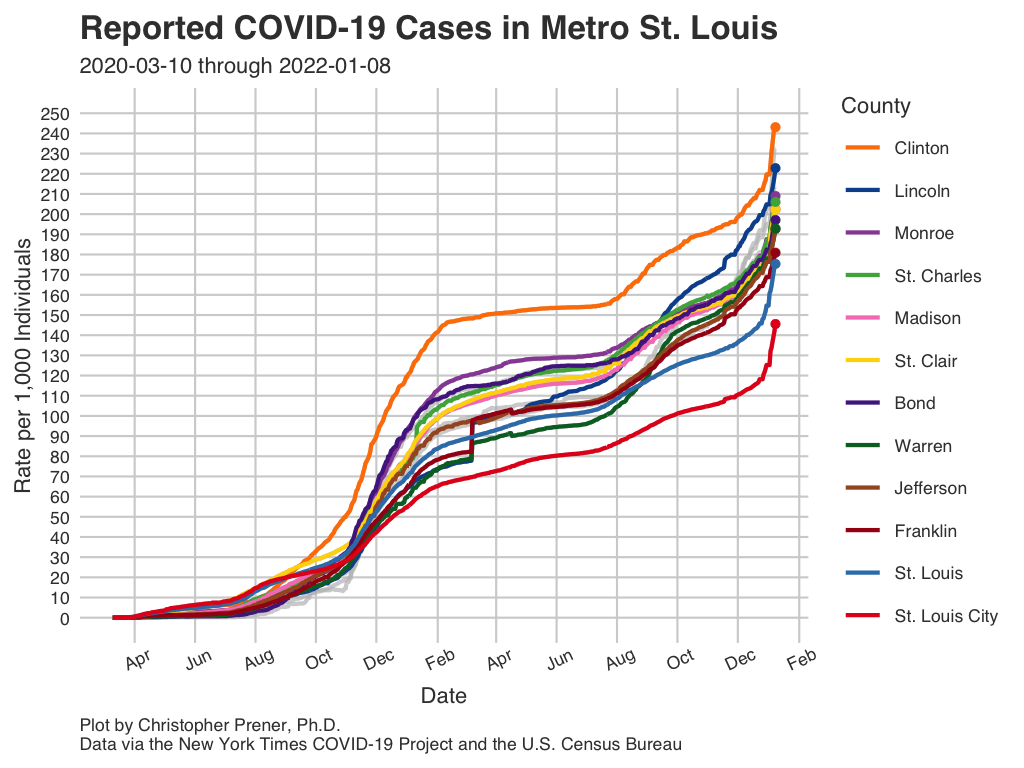 Reported COVID-19 Cases in Metro St. Louis
2020-03-10 through 2022-01-08
County
Clinton
Lincoln
Monroe
St. Charles
Madison
St. Clair
Bond
Warren
Jefferson
Franklin
St. Louis
St. Louis City
Rate per 1,000 Individuals
250
240
230
220
210
200
190
180
170
160
150
140
130
120
110
100
90
80
70
60
50
40
30
20
10
0
Apr Jun Aug Oct Dec Feb Apr Jun Aug Oct Dec Feb
Date
Plot by Christopher Prener, Ph.D.
Data via the New York Times COVID-19 Project and the U.S. Census Bureau